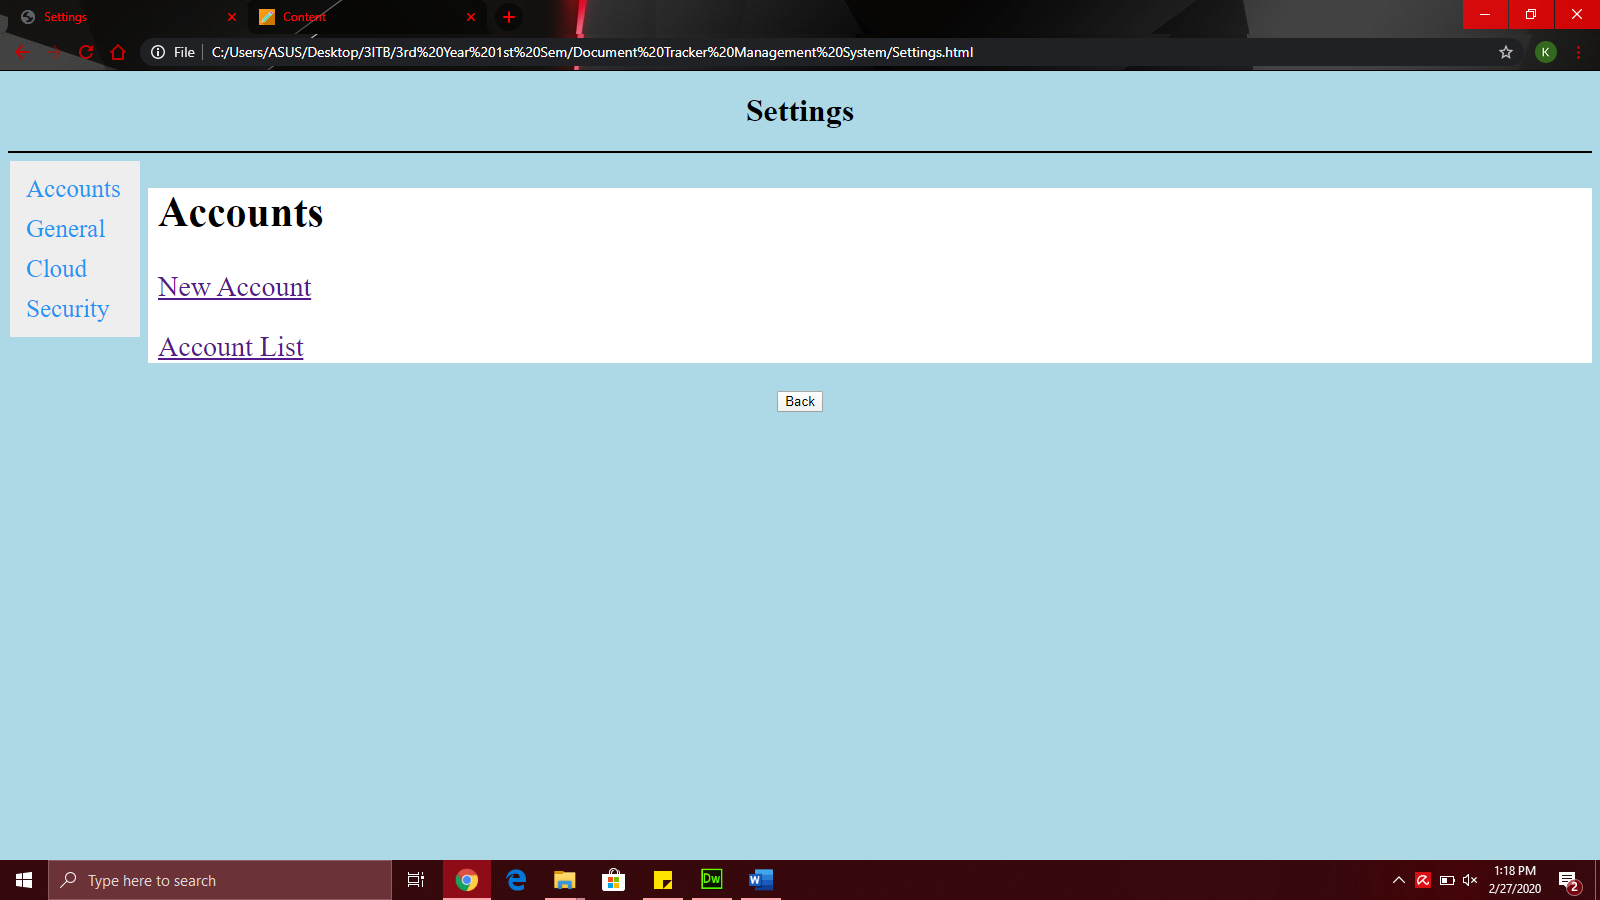 Settings
Content
File
C:/Users/ASUS/Desktop/3ITB/3rd%20Year%201st%20Sem/Document%20Tracker%20Management%20System/Settings.html
K
Settings
Accounts
General
Cloud
Security
Accounts
New Account
Account List
Back
Type here to search
Dw
W
1:18 PM
2/27/2020
2